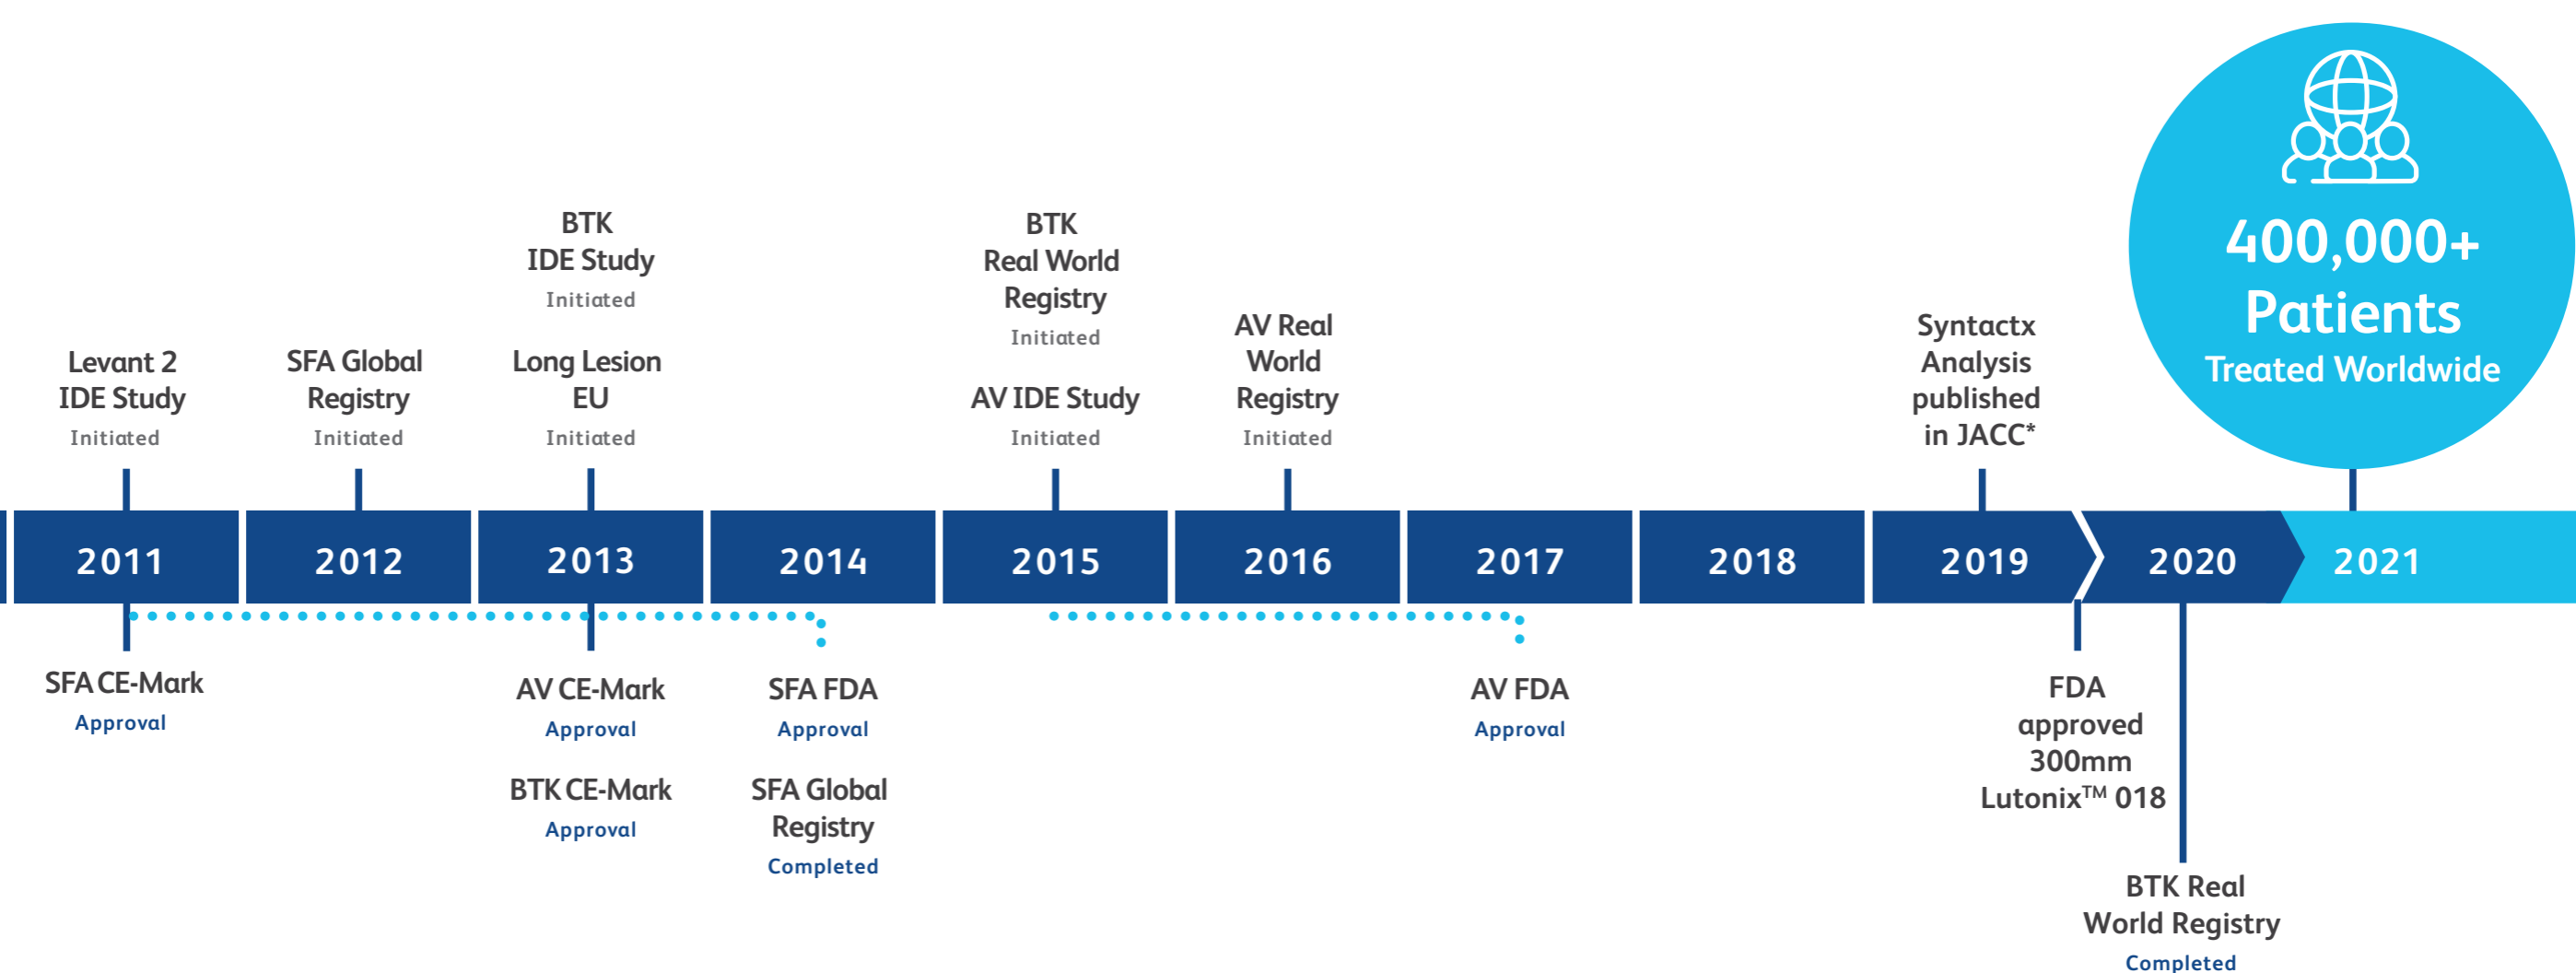 400,000+
Patients
Treated Worldwide
BTK
IDE Study
Initiated
BTK
Real World
Registry
Initiated
Levant 2
IDE Study
Initiated
SFA Global
Registry
Initiated
Long Lesion
EU
Initiated
AV IDE Study
Initiated
AV Real
World
Registry
Initiated
Syntactx
Analysis
published
in JACC*
2011
2012
2013
2014
2015
2016
2017
2018
2019
2020
2021
SFA CE-Mark
Approval
AV CE-Mark
Approval
BTK CE-Mark
Approval
SFA FDA
Approval
SFA Global
Registry
Completed
AV FDA
Approval
FDA
approved
300mm
Lutonix™ 018
BTK Real
World Registry
Completed